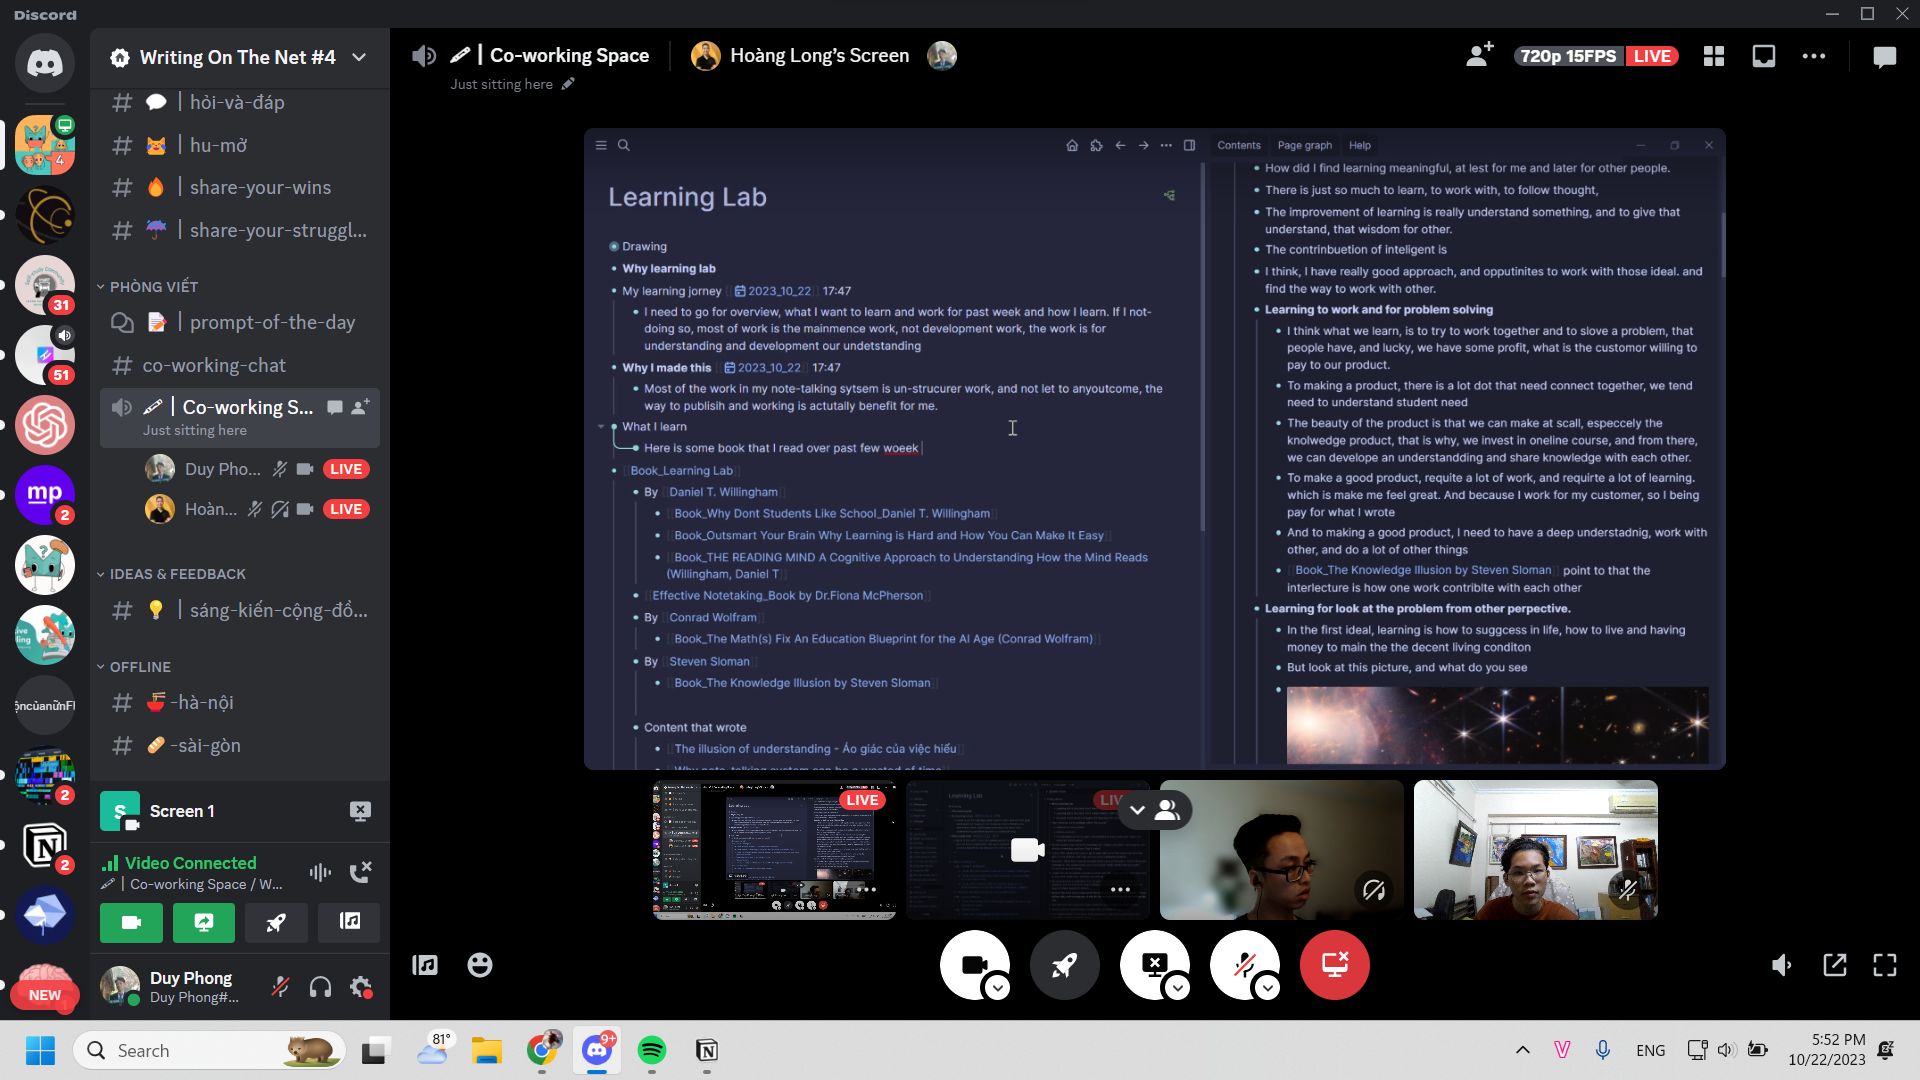 Discord
Writing On The Net #4
hỏi-và-đáp
hu-mở
share-your-wins
share-your-struggl...
PHÒNG VIẾT
prompt-of-the-day
co-working-chat
Co-working S...
Just sitting here
Duy Pho... LIVE
Hoàn... LIVE
IDEAS & FEEDBACK
sáng-kiến-cộng-đồ...
OFFLINE
-hà-nội
-sài-gòn
4
31
51
mp
2
2
2
NEW
S Screen 1
Video Connected
| Co-working Space / W...
Duy Phong
Duy Phong#...
| Co-working Space
Hoàng Long's Screen
Just sitting here
720p 15FPS LIVE
Learning Lab
Drawing
Why learning lab
My learning jorney 2023_10_22 17:47
I need to go for overview, what I want to learn and work for past week and how I learn. If I not-
doing so, most of work is the mainmence work, not development work, the work is for
understanding and development our undetstanding
Why I made this 2023_10_22 17:47
Most of the work in my note-talking sytsem is un-strucurer work, and not let to anyoutcome, the
way to publisih and working is actutally benefit for me.
What I learn
Here is some book that I read over past few woeek
[[Book_Learning Lab]]
By [[Daniel T. Willingham]]
[[Book_Why Dont Students Like School_Daniel T. Willingham]]
[[Book_Outsmart Your Brain Why Learning is Hard and How You Can Make It Easy]]
[[Book_THE READING MIND A Cognitive Approach to Understanding How the Mind Reads
(Willingham, Daniel T]]
[[Effective Notetaking_Book by Dr.Fiona McPherson]]
By [[Conrad Wolfram]]
[[Book_The Math(s) Fix An Education Blueprint for the AI Age (Conrad Wolfram)]]
By [[Steven Sloman]]
[[Book_The Knowledge Illusion by Steven Sloman]]
Content that wrote
[[The illusion of understanding - Ảo giác của việc hiểu]]
Contents Page graph Help
How did I find learning meaningful, at lest for me and later for other people.
There is just so much to learn, to work with, to follow thought,
The improvement of learning is really understand something, and to give that
understand, that wisdom for other.
The contrinbuetion of inteligent is
I think, I have really good approach, and opputinites to work with those ideal. and
find the way to work with other.
Learning to work and for problem solving
I think what we learn, is to try to work together and to slove a problem, that
people have, and lucky, we have some profit, what is the customor willing to
pay to our product.
To making a product, there is a lot dot that need connect together, we tend
need to understand student need
The beauty of the product is that we can make at scall, especcely the
knolwedge product, that is why, we invest in oneline course, and from there,
we can develope an understandding and share knowledge with each other.
To make a good product, requite a lot of work, and requirte a lot of learning.
which is make me feel great. And because I work for my customer, so I being
pay for what I wrote
And to making a good product, I need to have a deep understadnig, work with
other, and do a lot of other things
[[Book_The Knowledge Illusion by Steven Sloman]] point to that the
interlecture is how one work contriblte with each other
Learning for look at the problem from other perpective.
In the first ideal, learning is how to suggcess in life, how to live and having
money to main the the decent living conditon
But look at this picture, and what do you see
LIVE
Search
81°
9+
ENG
5:52 PM
10/22/2023